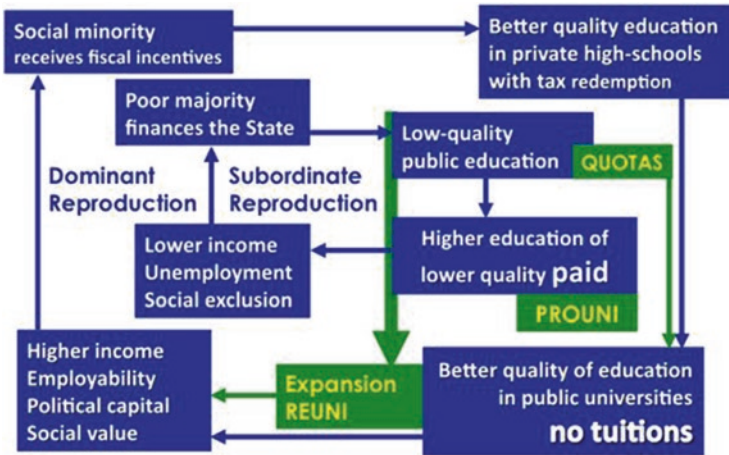 Social minority
receives fiscal incentives
Better quality education
in private high-schools
with tax redemption
Poor majority
finances the State
Low-quality
public education
QUOTAS
Dominant
Reproduction
Subordinate
Reproduction
Higher education of
lower quality paid
PROUNI
Lower income
Unemployment
Social exclusion
Higher income
Employability
Political capital
Social value
Expansion
REUNI
Better quality of education
in public universities
no tuitions